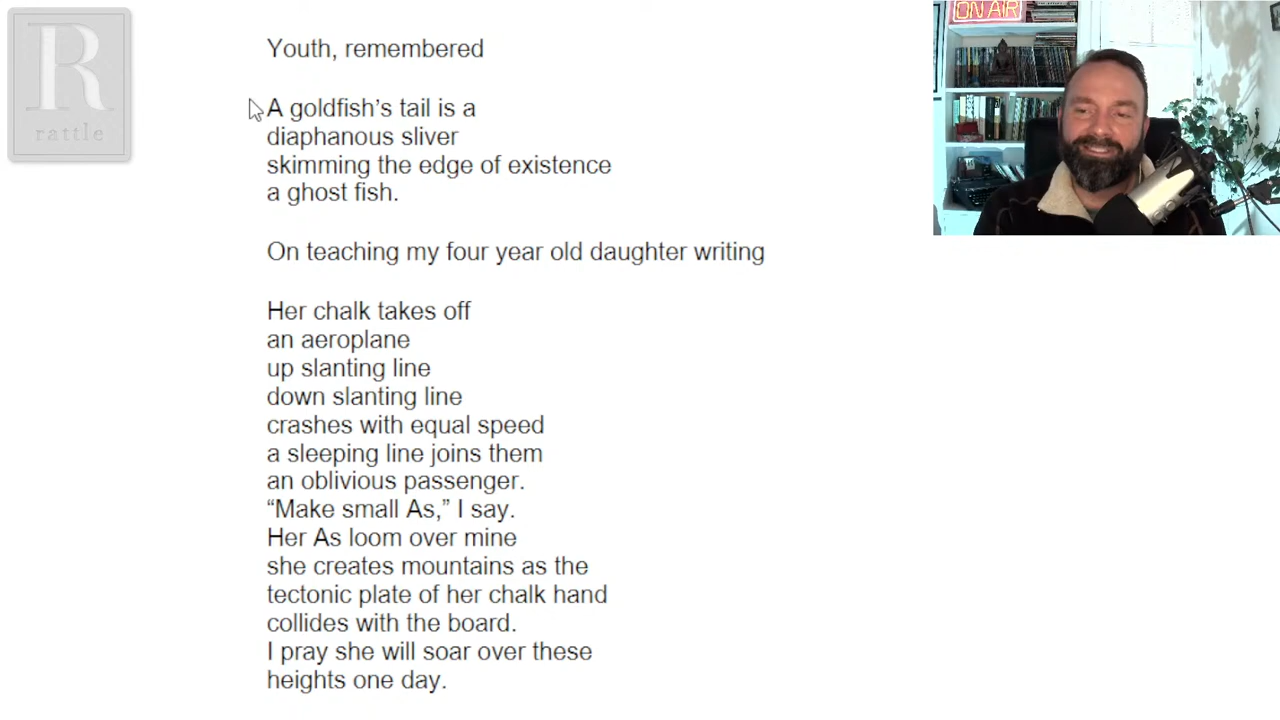 R
rattle
Youth, remembered
A goldfish’s tail is a
diaphanous sliver
skimming the edge of existence
a ghost fish.
On teaching my four year old daughter writing
Her chalk takes off
an aeroplane
up slanting line
down slanting line
crashes with equal speed
a sleeping line joins them
an oblivious passenger.
“Make small As,” I say.
Her As loom over mine
she creates mountains as the
tectonic plate of her chalk hand
collides with the board.
I pray she will soar over these
heights one day.
ON AIR